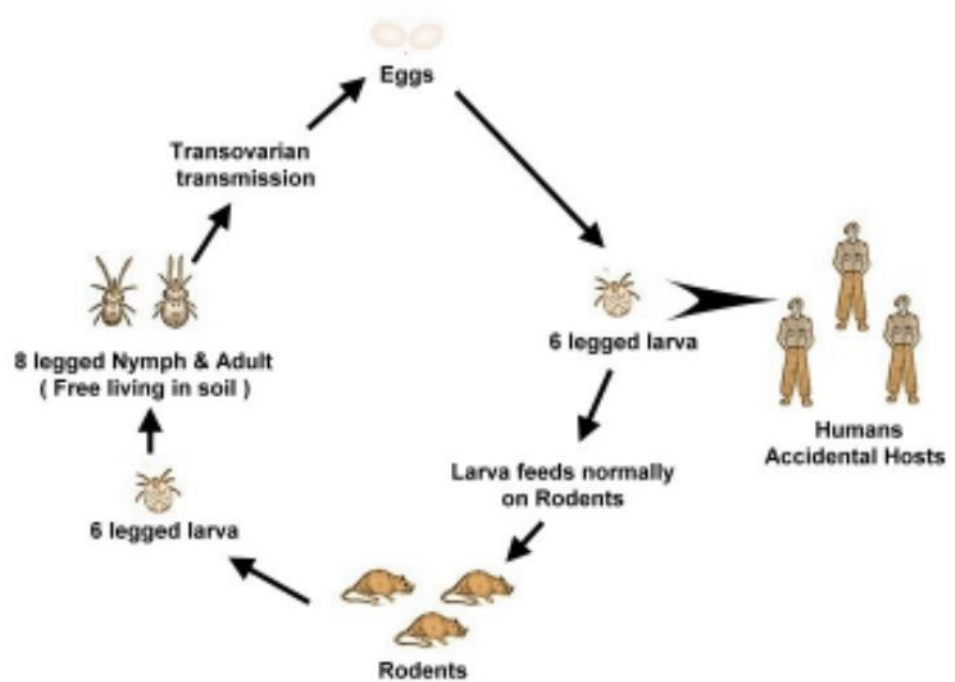 Eggs
Transovarian
transmission
8 legged Nymph & Adult
( Free living in soil )
6 legged larva
Humans
Accidental Hosts
Larva feeds normally
on Rodents
6 legged larva
Rodents